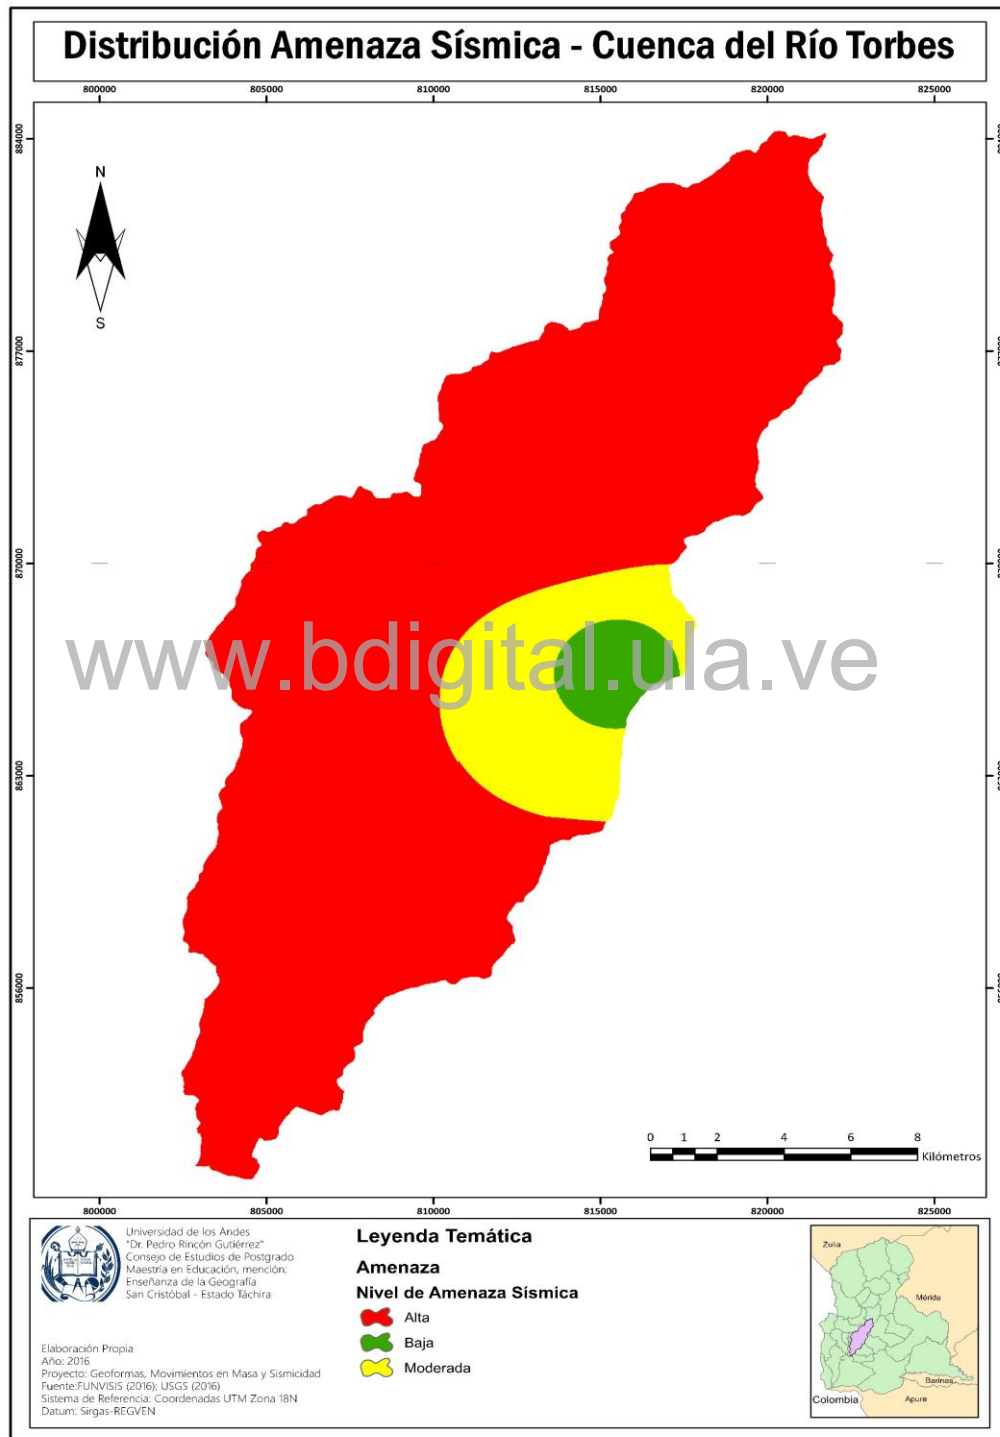 Distribución Amenaza Sísmica - Cuenca del Río Torbes
800000 805000 810000 815000 820000 825000
884000 884000
N
S
877000 877000
870000 870000
www.bdigital.ula.ve
863000 863000
856000 856000
0 1 2 4 6 8
Kilómetros
800000 805000 810000 815000 820000 825000
Universidad de los Andes
"Dr. Pedro Rincón Gutiérrez"
Consejo de Estudios de Postgrado
Maestría en Educación, mención:
Enseñanza de la Geografía
San Cristóbal - Estado Táchira
Elaboración Propia
Año: 2016
Proyecto: Geoformas, Movimientos en Masa y Sismicidad
Fuente:FUNVISIS (2016); USGS (2016)
Sistema de Referencia: Coordenadas UTM Zona 18N
Datum: Sirgas-REGVEN
Leyenda Temática
Amenaza
Nivel de Amenaza Sísmica
Alta
Baja
Moderada
Zulia
Mérida
Barinas
Colombia
Apure